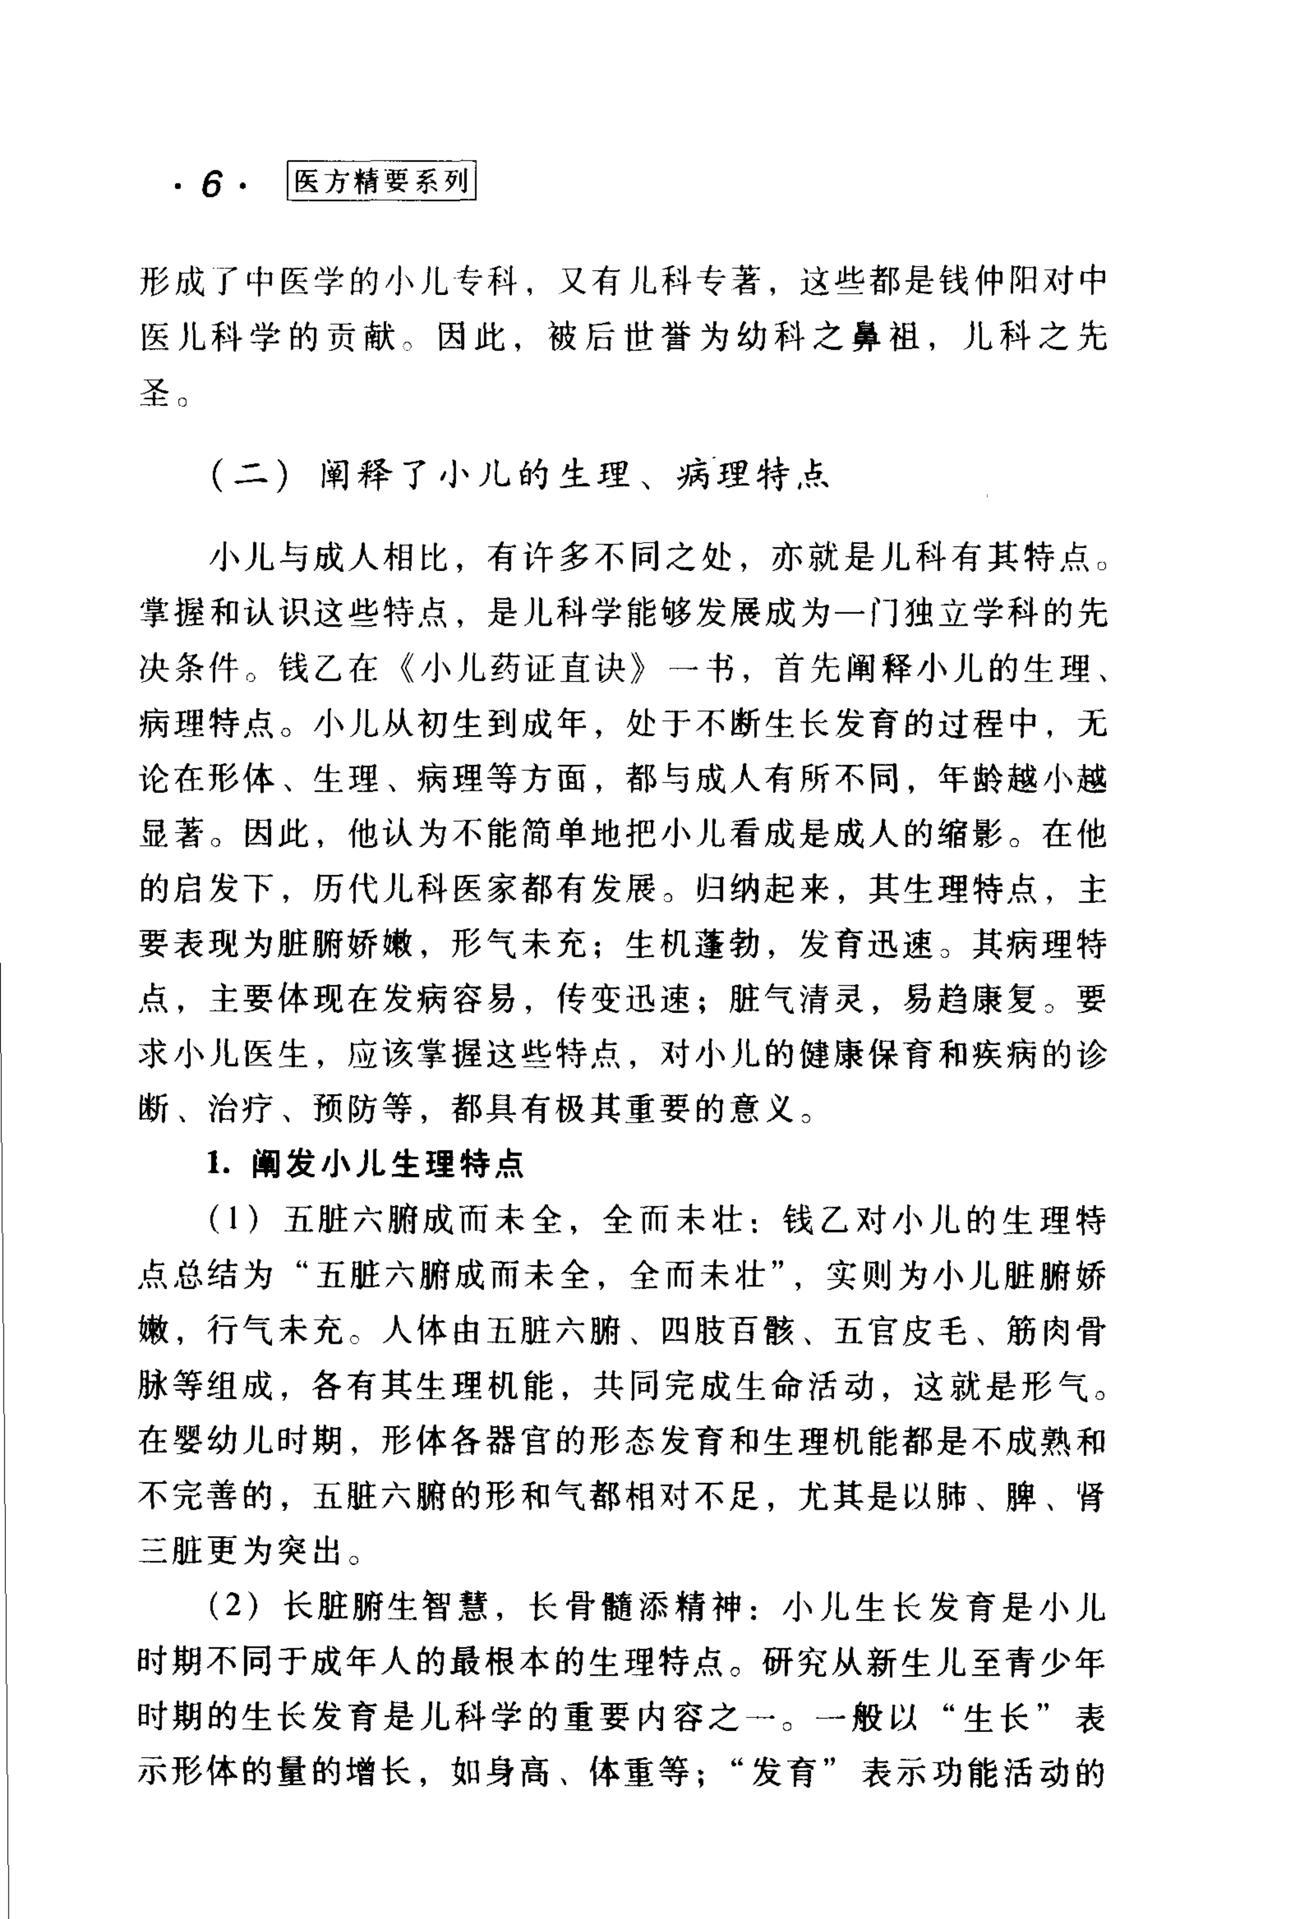 ·6· 医方精要系列
形成了中医学的小儿专科，又有儿科专著，这些都是钱仲阳对中
医儿科学的贡献。因此，被后世誉为幼科之鼻祖，儿科之先
圣。
（二）阐释了小儿的生理、病理特点
小儿与成人相比，有许多不同之处，亦就是儿科有其特点。
掌握和认识这些特点，是儿科学能够发展成为一门独立学科的先
决条件。钱乙在《小儿药证直诀》一书，首先阐释小儿的生理、
病理特点。小儿从初生到成年，处于不断生长发育的过程中，无
论在形体、生理、病理等方面，都与成人有所不同，年龄越小越
显著。因此，他认为不能简单地把小儿看成是成人的缩影。在他
的启发下，历代儿科医家都有发展。归纳起来，其生理特点，主
要表现为脏腑娇嫩，形气未充；生机蓬勃，发育迅速。其病理特
点，主要体现在发病容易，传变迅速；脏气清灵，易趋康复。要
求小儿医生，应该掌握这些特点，对小儿的健康保育和疾病的诊
断、治疗、预防等，都具有极其重要的意义。
1. 阐发小儿生理特点
（1）五脏六腑成而未全，全而未壮：钱乙对小儿的生理特
点总结为“五脏六腑成而未全，全而未壮”，实则为小儿脏腑娇
嫩，行气未充。人体由五脏六腑、四肢百骸、五官皮毛、筋肉骨
脉等组成，各有其生理机能，共同完成生命活动，这就是形气。
在婴幼儿时期，形体各器官的形态发育和生理机能都是不成熟和
不完善的，五脏六腑的形和气都相对不足，尤其是以肺、脾、肾
三脏更为突出。
（2）长脏腑生智慧，长骨髓添精神：小儿生长发育是小儿
时期不同于成年人的最根本的生理特点。研究从新生儿至青少年
时期的生长发育是儿科学的重要内容之一。一般以“生长”表
示形体的量的增长，如身高、体重等；“发育”表示功能活动的